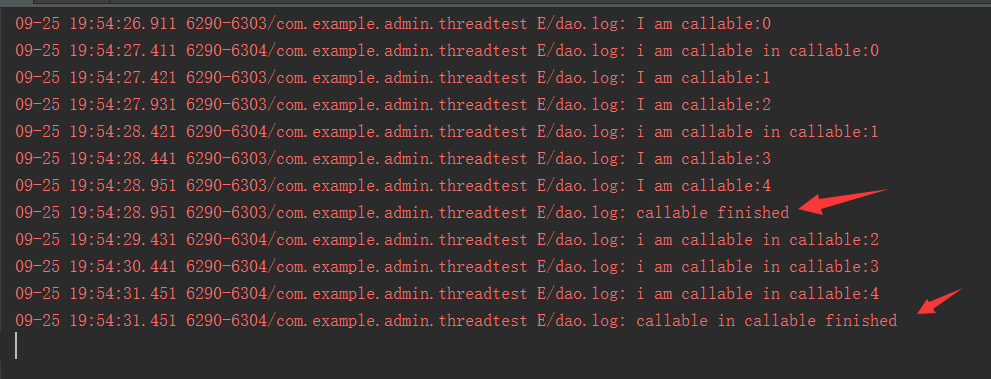 09-25 19:54:26.911 6290-6303/com.example.admin.threadtest E/dao.log: I am callable:0
09-25 19:54:27.411 6290-6304/com.example.admin.threadtest E/dao.log: i am callable in callable:0
09-25 19:54:27.421 6290-6303/com.example.admin.threadtest E/dao.log: I am callable:1
09-25 19:54:27.931 6290-6303/com.example.admin.threadtest E/dao.log: I am callable:2
09-25 19:54:28.421 6290-6304/com.example.admin.threadtest E/dao.log: i am callable in callable:1
09-25 19:54:28.441 6290-6303/com.example.admin.threadtest E/dao.log: I am callable:3
09-25 19:54:28.951 6290-6303/com.example.admin.threadtest E/dao.log: I am callable:4
09-25 19:54:28.951 6290-6303/com.example.admin.threadtest E/dao.log: callable finished
09-25 19:54:29.431 6290-6304/com.example.admin.threadtest E/dao.log: i am callable in callable:2
09-25 19:54:30.441 6290-6304/com.example.admin.threadtest E/dao.log: i am callable in callable:3
09-25 19:54:31.451 6290-6304/com.example.admin.threadtest E/dao.log: i am callable in callable:4
09-25 19:54:31.451 6290-6304/com.example.admin.threadtest E/dao.log: callable in callable finished